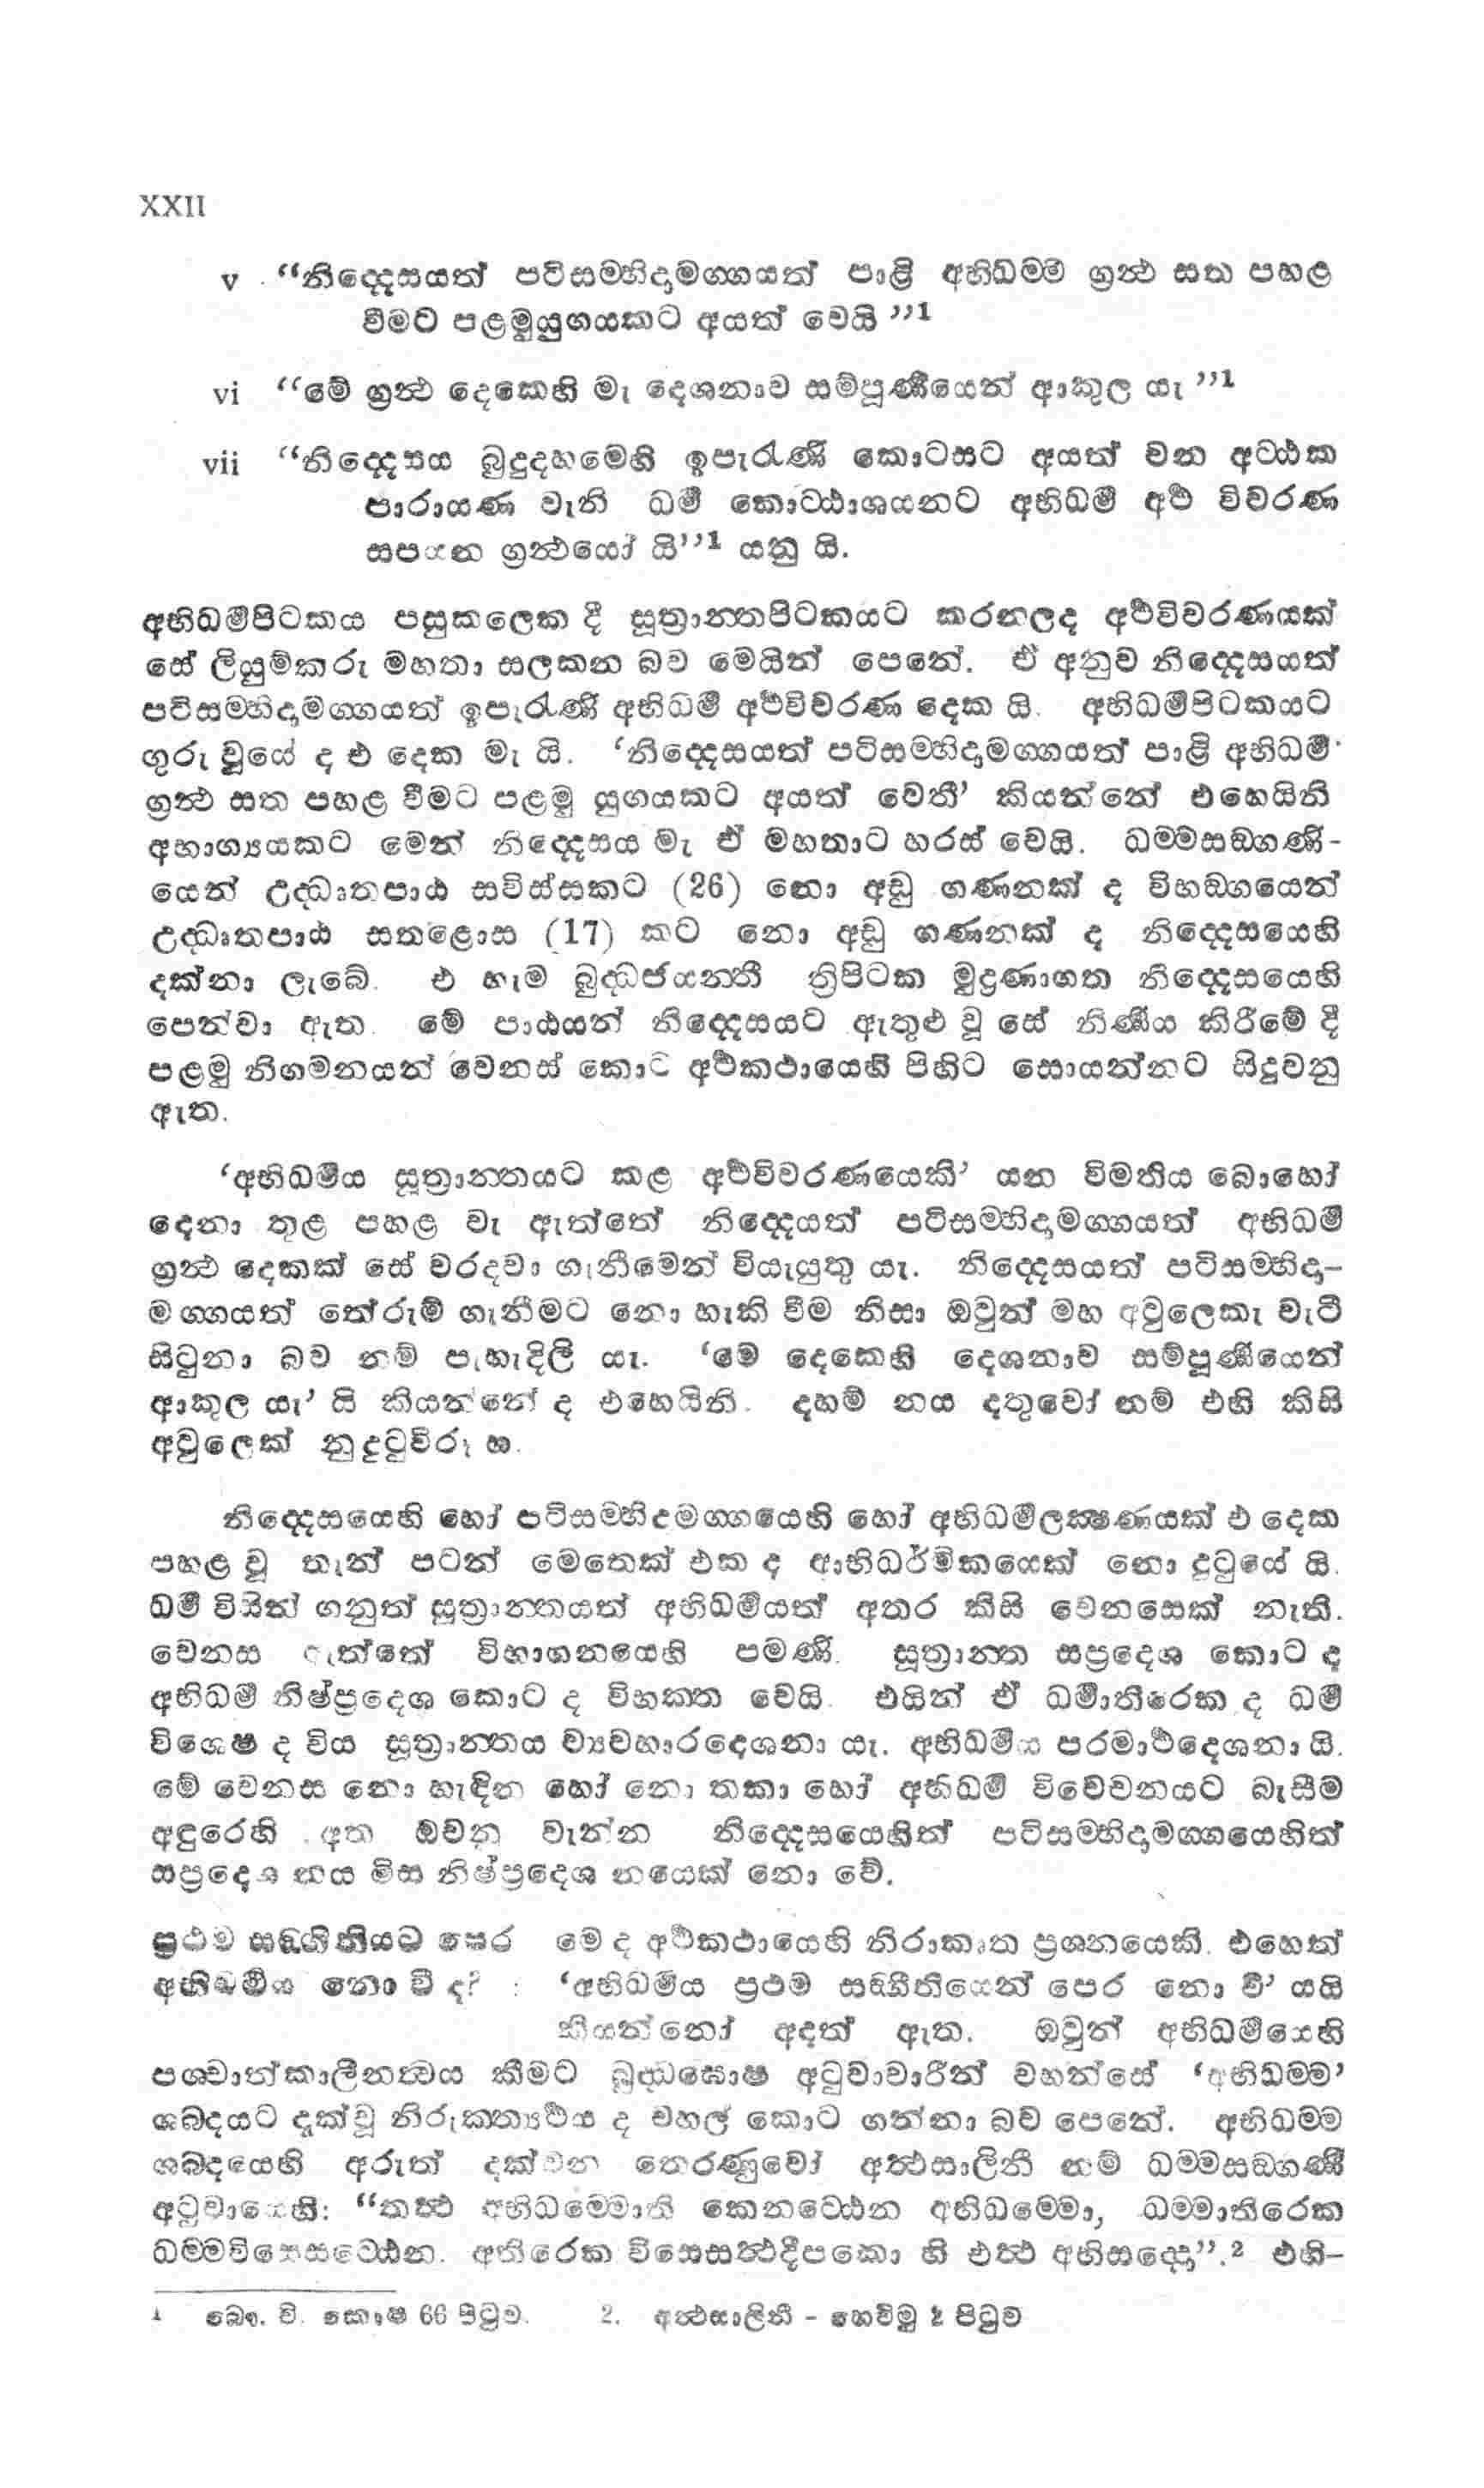 XXII
v “නිද්දෙසයත් පටිසම්භිදාමග්ගයත් පාළි අභිධම්ම ග්‍රන්‍ථ සත පහළ
වීමට පළමුයුගයකට අයත් වෙයි”1
vi “මේ ග්‍රන්‍ථ දෙකෙහි මැ දෙශනාව සම්පූර්ණයෙන් ආකුල යැ”1
vii “නිද්දෙසය බුදුදහමෙහි ඉපැරැණි කොටසට අයත් වන අට්ඨක
පාරායණ වැනි ධර්ම කොට්ඨාශයනට අභිධර්ම අර්ථ විවරණ
සපයන ග්‍රන්‍ථයෝ යි”1 යනු යි.
අභිධර්මපිටකය පසුකලෙක දී සූත්‍රාන්තපිටකයට කරනලද අර්ථවිවරණයක්
සේ ලියුම්කරු මහතා සලකන බව මෙයින් පෙනේ. ඒ අනුව නිද්දෙසයත්
පටිසම්භිදාමග්ගයත් ඉපැරැණි අභිධර්ම අර්ථවිවරණ දෙක යි. අභිධර්මපිටකයට
ගුරු වූයේ ද එ දෙක මැ යි. ‘නිද්දෙසයත් පටිසම්භිදාමග්ගයත් පාළි අභිධර්ම
ග්‍රන්‍ථ සත පහළ වීමට පළමු යුගයකට අයත් වෙති’ කියන්නේ එහෙයිනි
අභාග්‍යයකට මෙන් නිද්දෙසය මැ ඒ මහතාට හරස් වෙයි. ධම්මසඞ්ගණි-
යෙන් උද්ධෘතපාඨ සවිස්සකට (26) නො අඩු ගණනක් ද විභඞ්ගයෙන්
උද්ධෘතපාඨ සතළොස (17) කට නො අඩු ගණනක් ද නිද්දෙසයෙහි
දක්නා ලැබේ. එ හැම බුද්ධජයන්තී ත්‍රිපිටක මුද්‍රණාගත නිද්දෙසයෙහි
පෙන්වා ඇත. මේ පාඨයන් නිද්දෙසයට ඇතුළු වූ සේ නිර්ණය කිරීමේ දී
පළමු නිගමනයන් වෙනස් කොට අර්ථකථායෙහි පිහිට සොයන්නට සිදුවනු
ඇත.
‘අභිධර්මය සූත්‍රාන්තයට කළ අර්ථවිවරණයෙකි’ යන විමතිය බොහෝ
දෙනා තුළ පහළ වැ ඇත්තේ නිද්දෙයත් පටිසම්භිදාමග්ගයත් අභිධර්ම
ග්‍රන්‍ථ දෙකක් සේ වරදවා ගැනීමෙන් වියැයුතු යැ. නිද්දෙසයත් පටිසම්භිදා-
මග්ගයත් තේරුම් ගැනීමට නො හැකි වීම නිසා ඔවුන් මහ අවුලෙකැ වැටී
සිටුනා බව නම් පැහැදිලි යැ. ‘මේ දෙකෙහි දෙශනාව සම්පූර්ණයෙන්
ආකුල යැ’ යි කියන්නේ ද එහෙයිනි. දහම් නය දතුවෝ නම් එහි කිසි
අවුලෙක් නුදුටුවිරූ හ.
නිද්දෙසයෙහි හෝ පටිසම්භිදමග්ගයෙහි හෝ අභිධර්මලක්‍ෂණයක් එ දෙක
පහළ වූ තැන් පටන් මෙතෙක් එක ද ආභිධර්මිකයෙක් නො දුටුයේ යි.
ධර්ම විසින් ගනුත් සූත්‍රාන්තයත් අභිධර්මයත් අතර කිසි වෙනසෙක් නැති.
වෙනස ඇත්තේ විභාගනයෙහි පමණි. සූත්‍රාන්ත සප්‍රදෙශ කොට ද
අභිධර්ම නිෂ්ප්‍රදෙශ කොට ද විභක්ත වෙයි. එයින් ඒ ධර්මාතිරෙක ද ධර්ම
විශෙෂ ද විය සූත්‍රාන්තය ව්‍යවහාරදෙශනා යැ. අභිධර්මය පරමාර්ථදෙශනා යි.
මේ වෙනස නො හැඳින හෝ නො තකා හෝ අභිධර්ම විවේචනයට බැසීම
අඳුරෙහි අත ඔබනු වැන්න නිද්දෙසයෙහිත් පටිසම්භිදාමග්ගයෙහිත්
සප්‍රදෙශ නය මිස නිෂ්ප්‍රදෙශ නයෙක් නො වේ.
ප්‍රථම සඞ්ගීතියට පෙර මෙ ද අර්ථකථායෙහි නිරාකෘත ප්‍රශ්නයෙකි. එහෙත්
අභිධර්මය නො වී ද? : ‘අභිධර්මය ප්‍රථම සඞ්ගීතියෙන් පෙර නො වී’ යයි
කියන්නෝ අදත් ඇත. ඔවුන් අභිධර්මයෙහි
පශ්චාත්කාලීනත්‍වය කීමට බුද්ධඝොෂ අටුවාචාරීන් වහන්සේ ‘අභිධම්ම’
ශබ්දයට දැක්වූ නිරුක්ත්‍යර්ථය ද වහල් කොට ගන්නා බව පෙනේ. අභිධම්ම
ශබ්දයෙහි අරුත් දක්වන තෙරණුවෝ අත්‍ථසාලිනී නම් ධම්මසඞ්ගණී
අටුවායෙහි: “තත්‍ථ අභිධම්මොති කෙනට්ඨෙන අභිධම්මො, ධම්මාතිරෙක
ධම්මවිසෙසට්ඨෙන. අතිරෙක විසෙසත්‍ථදීපකො හි එත්‍ථ අභිසද්දො”.2 එහි-
1 බෞ. වි. කොෂ 66 පිටුව. 2. අත්‍ථසාලිනී - හෙවිමු 2 පිටුව